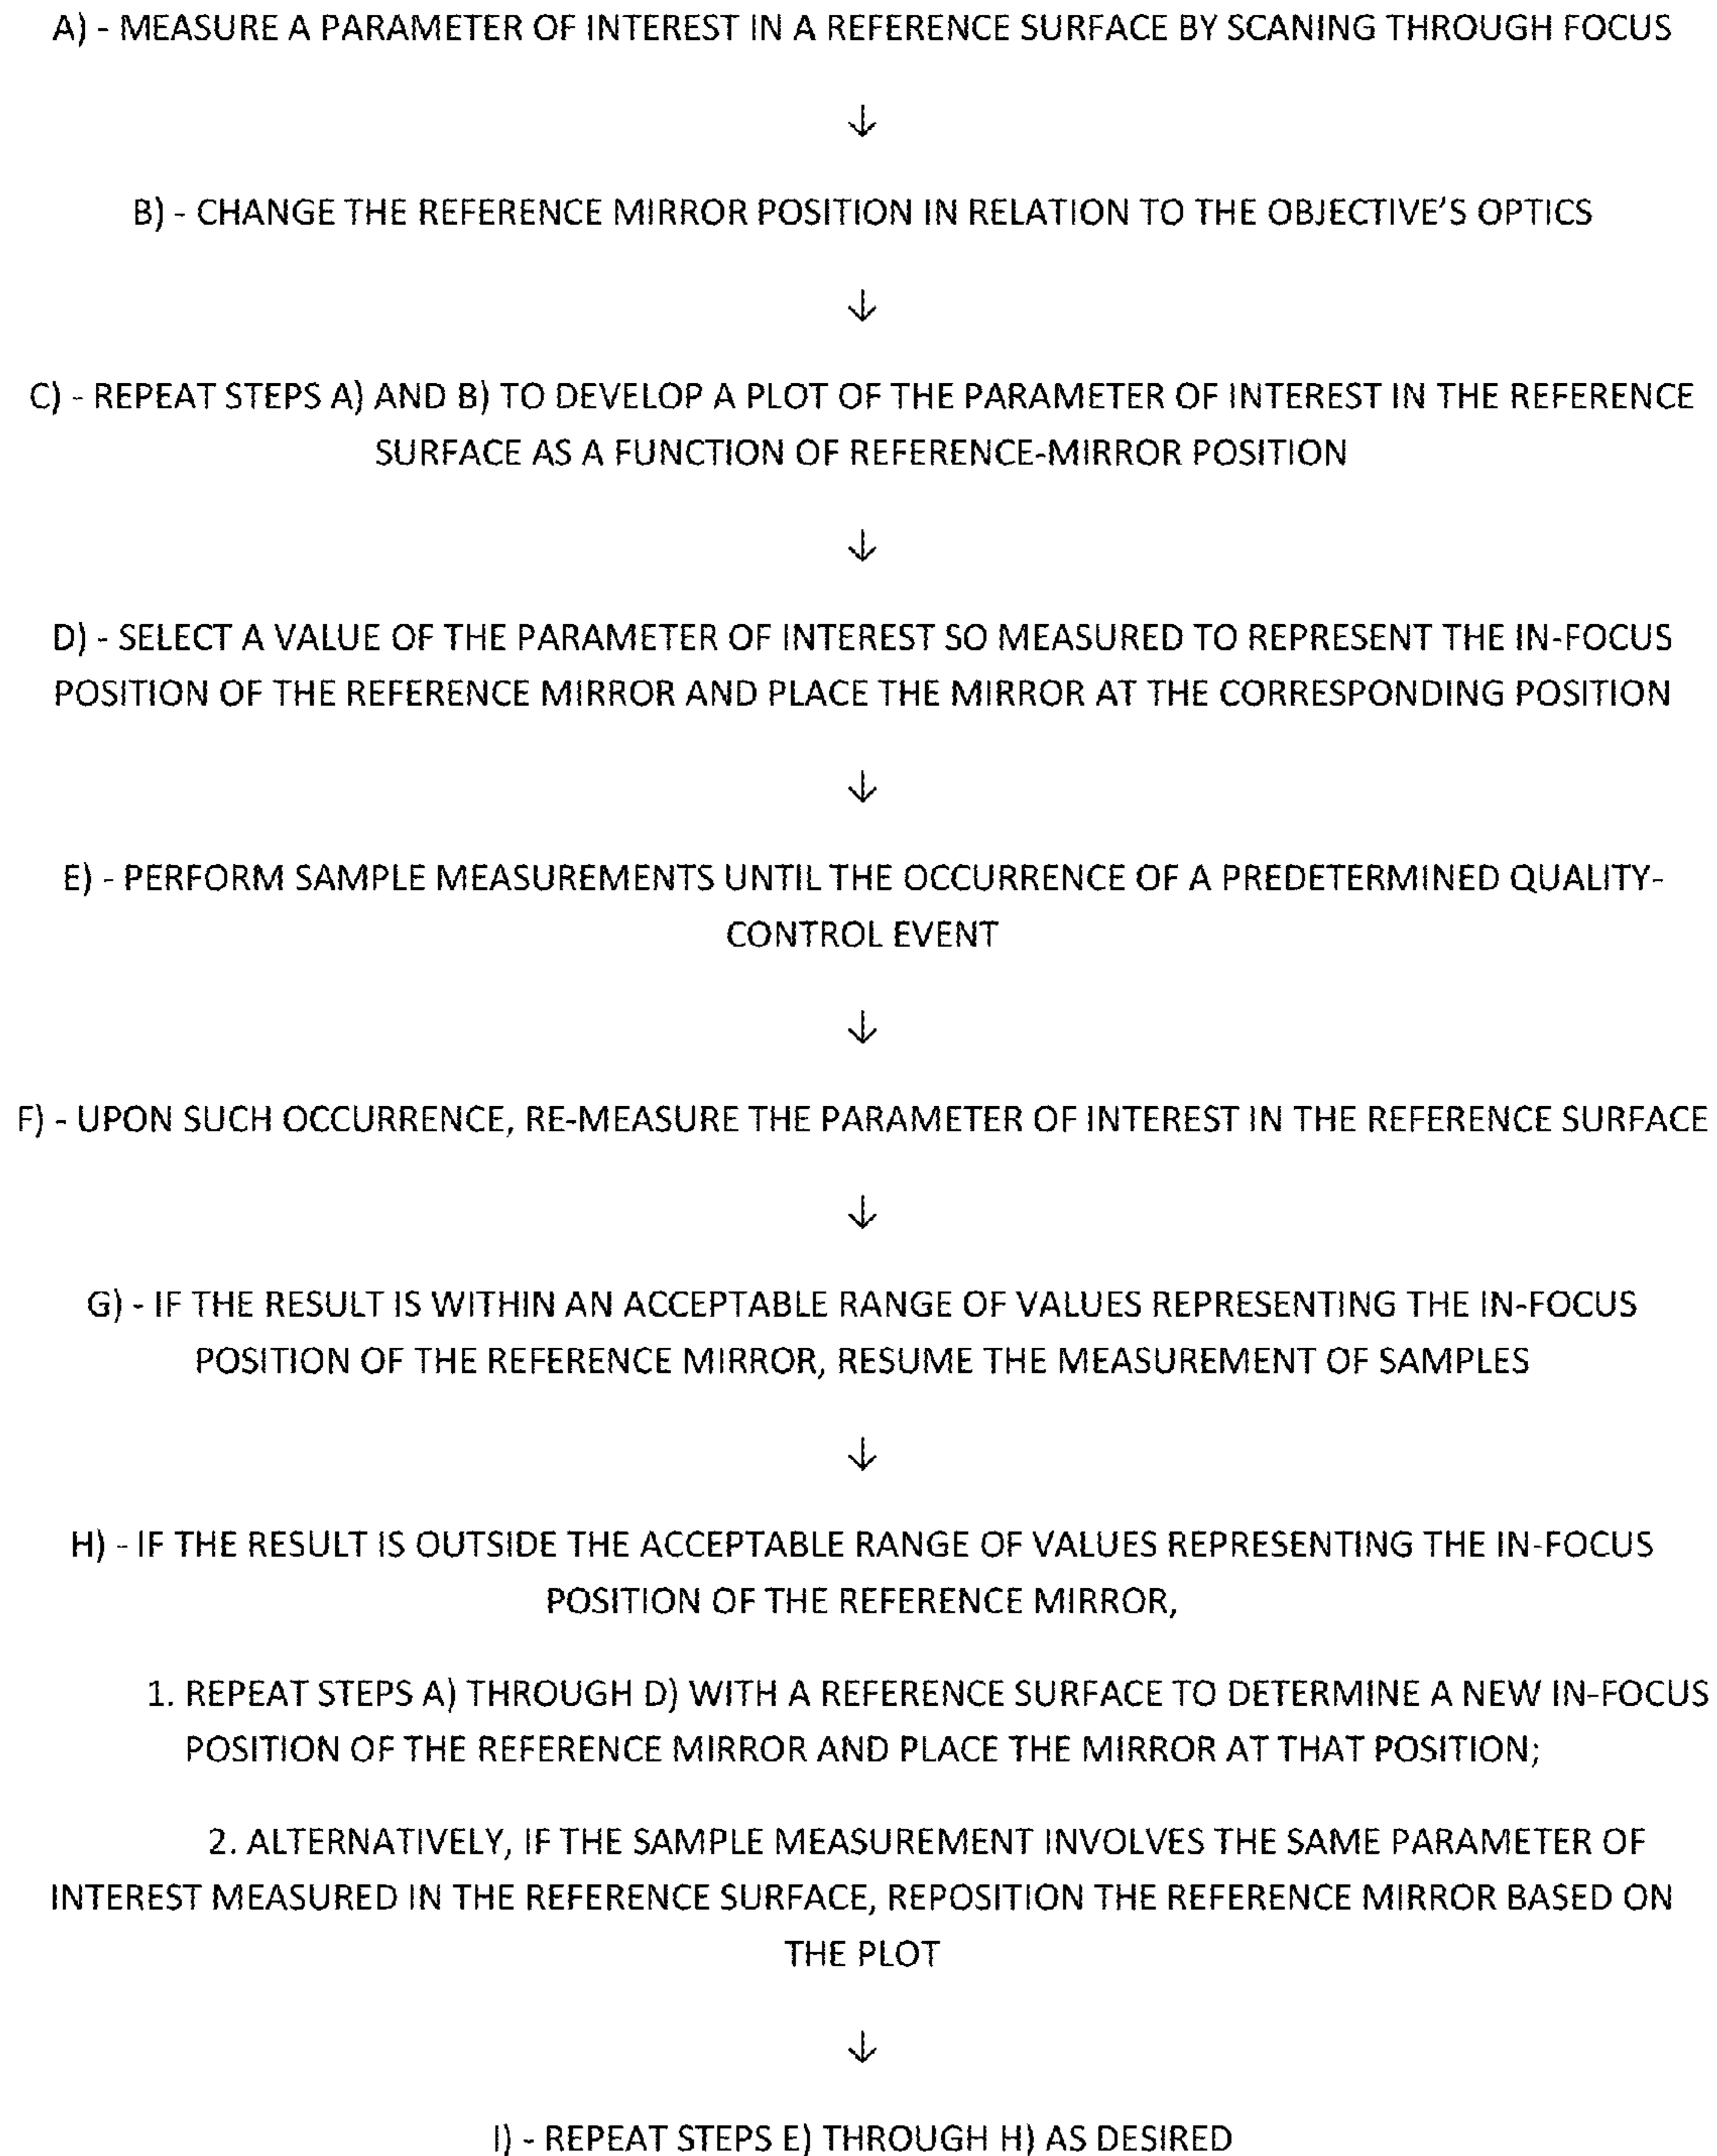 A) - MEASURE A PARAMETER OF INTEREST IN A REFERENCE SURFACE BY SCANING THROUGH FOCUS
↓
B) - CHANGE THE REFERENCE MIRROR POSITION IN RELATION TO THE OBJECTIVE'S OPTICS
↓
C) - REPEAT STEPS A) AND B) TO DEVELOP A PLOT OF THE PARAMETER OF INTEREST IN THE REFERENCE
SURFACE AS A FUNCTION OF REFERENCE-MIRROR POSITION
↓
D) - SELECT A VALUE OF THE PARAMETER OF INTEREST SO MEASURED TO REPRESENT THE IN-FOCUS
POSITION OF THE REFERENCE MIRROR AND PLACE THE MIRROR AT THE CORRESPONDING POSITION
↓
E) - PERFORM SAMPLE MEASUREMENTS UNTIL THE OCCURRENCE OF A PREDETERMINED QUALITY-
CONTROL EVENT
↓
F) - UPON SUCH OCCURRENCE, RE-MEASURE THE PARAMETER OF INTEREST IN THE REFERENCE SURFACE
↓
G) - IF THE RESULT IS WITHIN AN ACCEPTABLE RANGE OF VALUES REPRESENTING THE IN-FOCUS
POSITION OF THE REFERENCE MIRROR, RESUME THE MEASUREMENT OF SAMPLES
↓
H) - IF THE RESULT IS OUTSIDE THE ACCEPTABLE RANGE OF VALUES REPRESENTING THE IN-FOCUS
POSITION OF THE REFERENCE MIRROR,
1. REPEAT STEPS A) THROUGH D) WITH A REFERENCE SURFACE TO DETERMINE A NEW IN-FOCUS
POSITION OF THE REFERENCE MIRROR AND PLACE THE MIRROR AT THAT POSITION;
2. ALTERNATIVELY, IF THE SAMPLE MEASUREMENT INVOLVES THE SAME PARAMETER OF
INTEREST MEASURED IN THE REFERENCE SURFACE, REPOSITION THE REFERENCE MIRROR BASED ON
THE PLOT
↓
I) - REPEAT STEPS E) THROUGH H) AS DESIRED